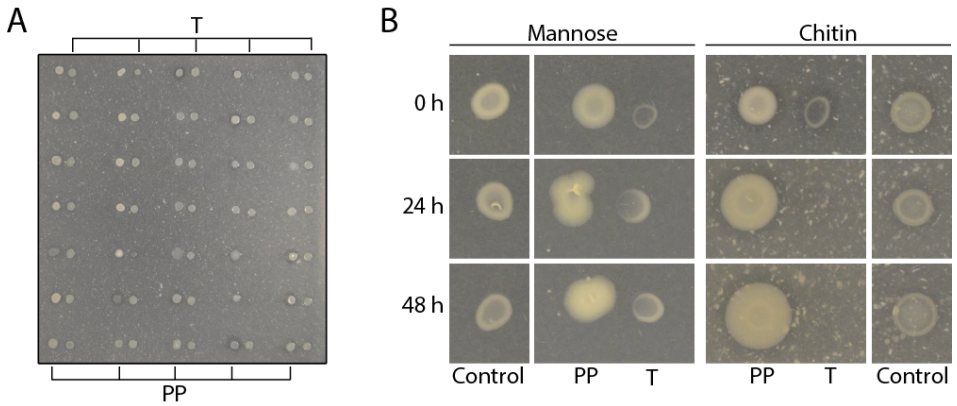 A
T
PP
B
Mannose
Chitin
0 h
24 h
48 h
Control
PP
T
PP
T
Control